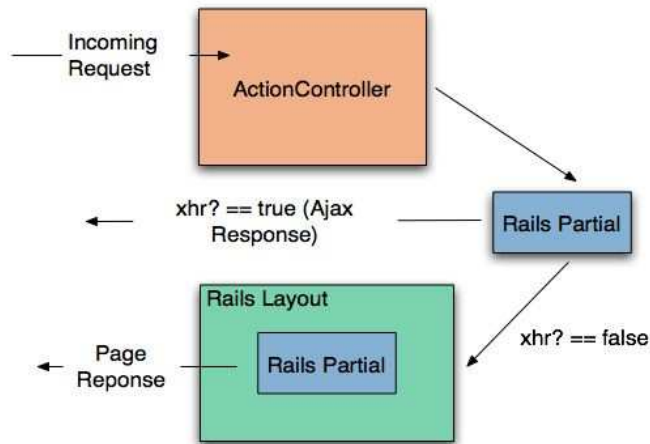 Incoming
Request
ActionController
xhr? == true (Ajax
Response)
Rails Partial
Rails Layout
xhr? == false
Page
Reponse
Rails Partial